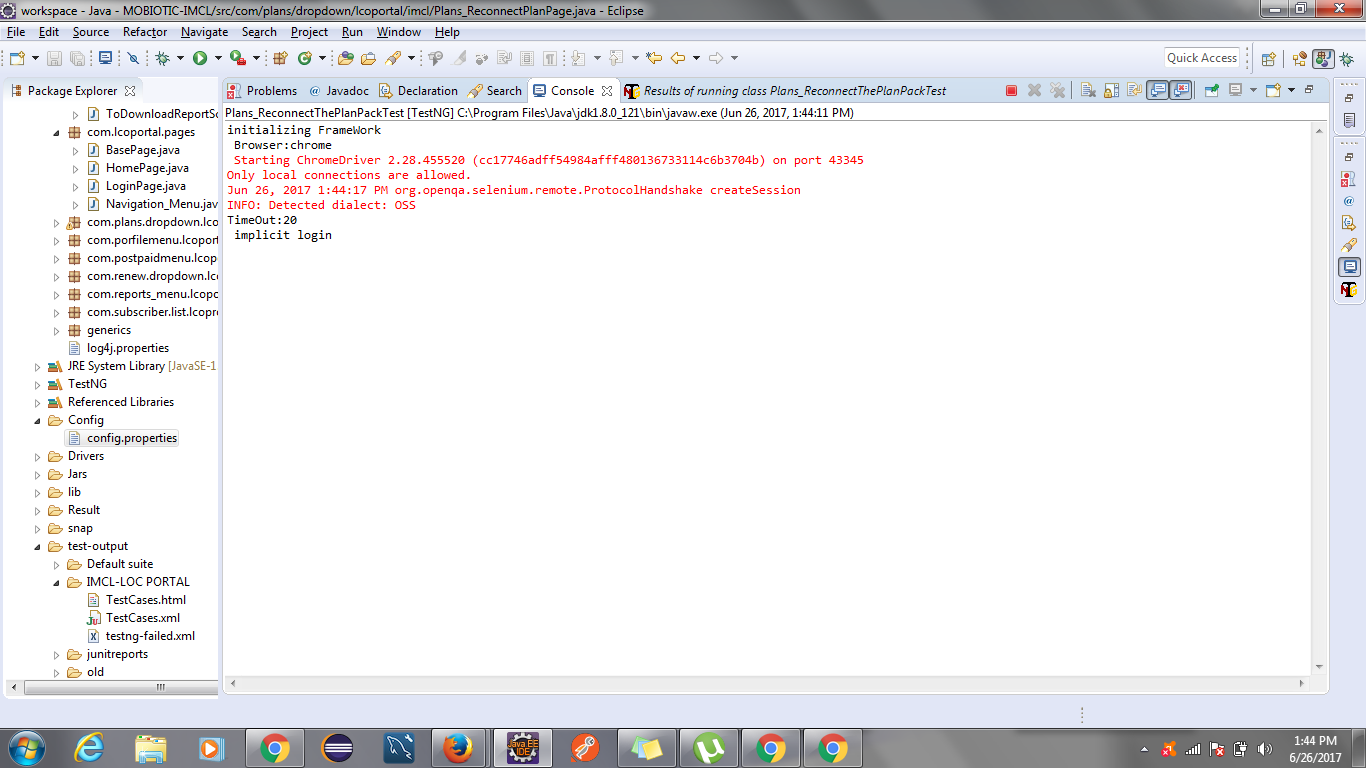 workspace - Java - MOBIOTIC-IMCL/src/com/plans/dropdown/lcoportal/imcl/Plans_ReconnectPlanPage.java - Eclipse
File Edit Source Refactor Navigate Search Project Run Window Help
Quick Access
Package Explorer
ToDownloadReportSc
com.lcoportal.pages
BasePage.java
HomePage.java
LoginPage.java
Navigation_Menu.jav
com.plans.dropdown.lco
com.porfilemenu.lcoport
com.postpaidmenu.lcop
com.renew.dropdown.lc
com.reports_menu.lcopo
com.subscriber.list.lcopro
generics
log4j.properties
JRE System Library [JavaSE-1
TestNG
Referenced Libraries
Config
config.properties
Drivers
Jars
lib
Result
snap
test-output
Default suite
IMCL-LOC PORTAL
TestCases.html
TestCases.xml
testng-failed.xml
junitreports
old
Problems @ Javadoc Declaration Search Console Results of running class Plans_ReconnectThePlanPackTest
Plans_ReconnectThePlanPackTest [TestNG] C:\Program Files\Java\jdk1.8.0_121\bin\javaw.exe (Jun 26, 2017, 1:44:11 PM)
initializing FrameWork
Browser:chrome
Starting ChromeDriver 2.28.455520 (cc17746adff54984afff480136733114c6b3704b) on port 43345
Only local connections are allowed.
Jun 26, 2017 1:44:17 PM org.openqa.selenium.remote.ProtocolHandshake createSession
INFO: Detected dialect: OSS
TimeOut:20
implicit login
Java EE
IDE
1:44 PM
6/26/2017